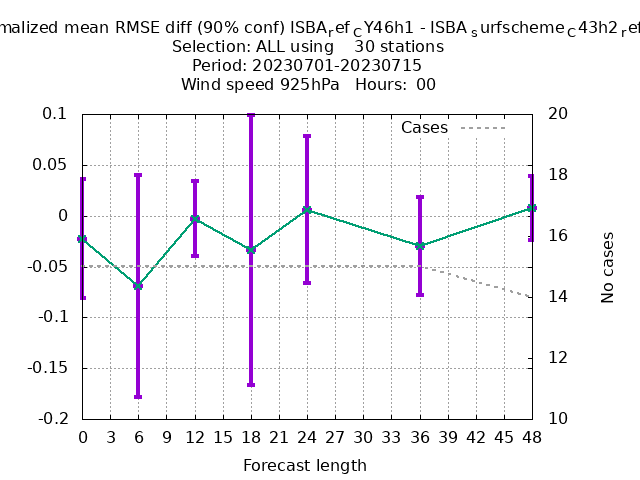 malized mean RMSE diff (90% conf) ISBA_ref_CY46h1 - ISBA_surfscheme_C43h2_ref
Selection: ALL using 30 stations
Period: 20230701-20230715
Wind speed 925hPa Hours: 00
0.1
0.05
0
-0.05
-0.1
-0.15
-0.2
Cases
20
18
16
14
12
10
No cases
0 3 6 9 12 15 18 21 24 27 30 33 36 39 42 45 48
Forecast length